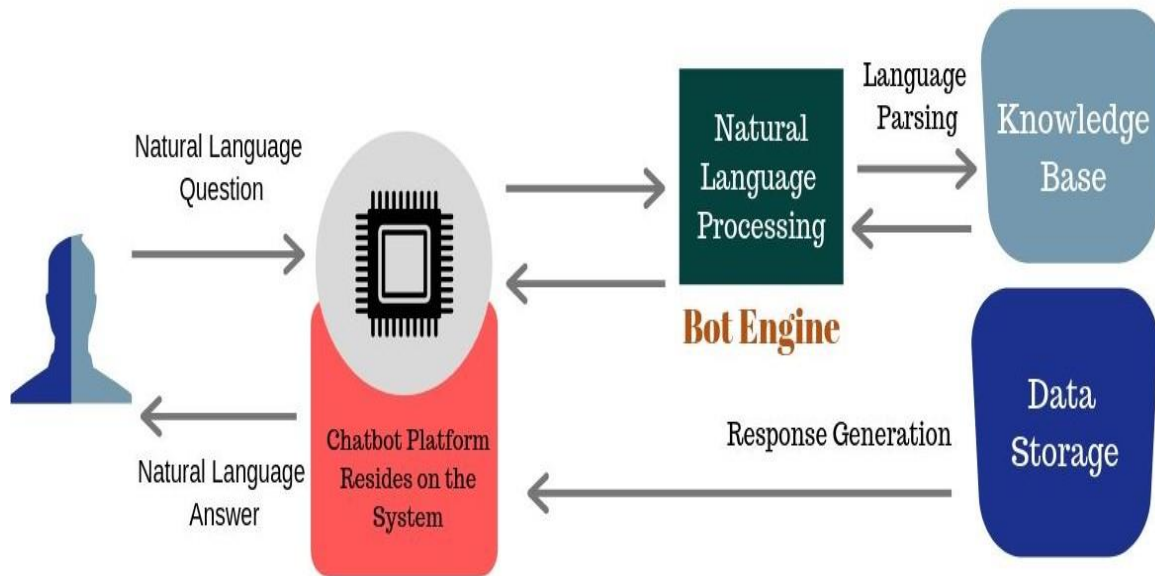 Natural Language
Question
Natural Language
Answer
Chatbot Platform
Resides on the
System
Natural
Language
Processing
Bot Engine
Language
Parsing
Knowledge
Base
Response Generation
Data
Storage